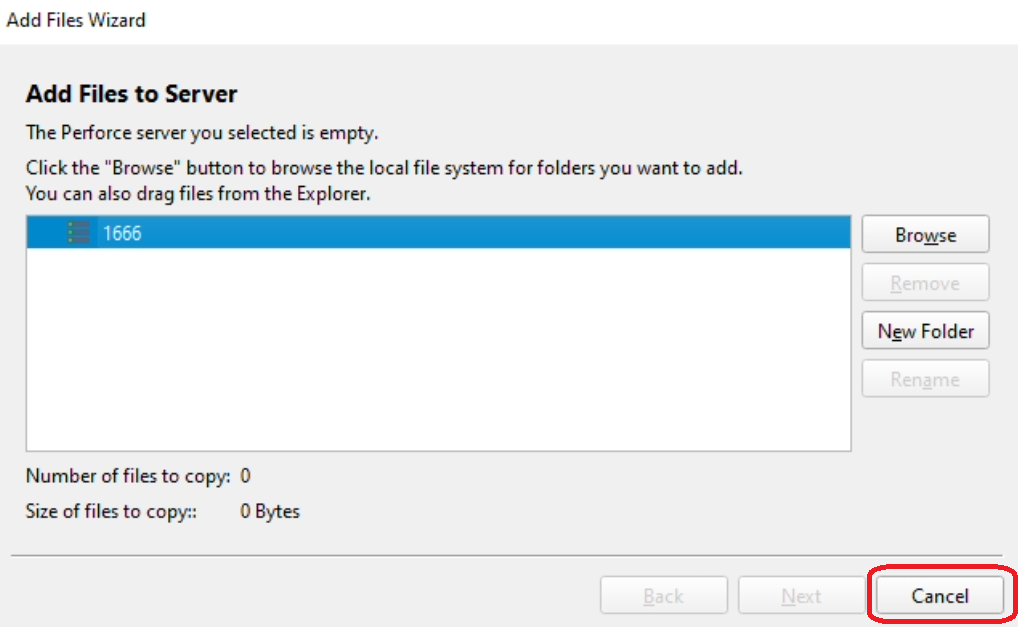 Add Files Wizard
Add Files to Server
The Perforce server you selected is empty.
Click the "Browse" button to browse the local file system for folders you want to add.
You can also drag files from the Explorer.
1666
Browse
Remove
New Folder
Rename
Number of files to copy: 0
Size of files to copy:: 0 Bytes
Back Next Cancel